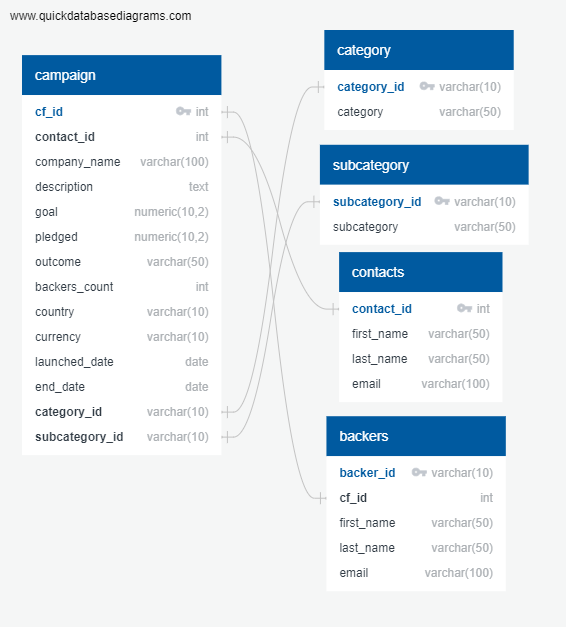 www.quickdatabasediagrams.com
campaign
cf_id int
contact_id int
company_name varchar(100)
description text
goal numeric(10,2)
pledged numeric(10,2)
outcome varchar(50)
backers_count int
country varchar(10)
currency varchar(10)
launched_date date
end_date date
category_id varchar(10)
subcategory_id varchar(10)
category
category_id varchar(10)
category varchar(50)
subcategory
subcategory_id varchar(10)
subcategory varchar(50)
contacts
contact_id int
first_name varchar(50)
last_name varchar(50)
email varchar(100)
backers
backer_id varchar(10)
cf_id int
first_name varchar(50)
last_name varchar(50)
email varchar(100)